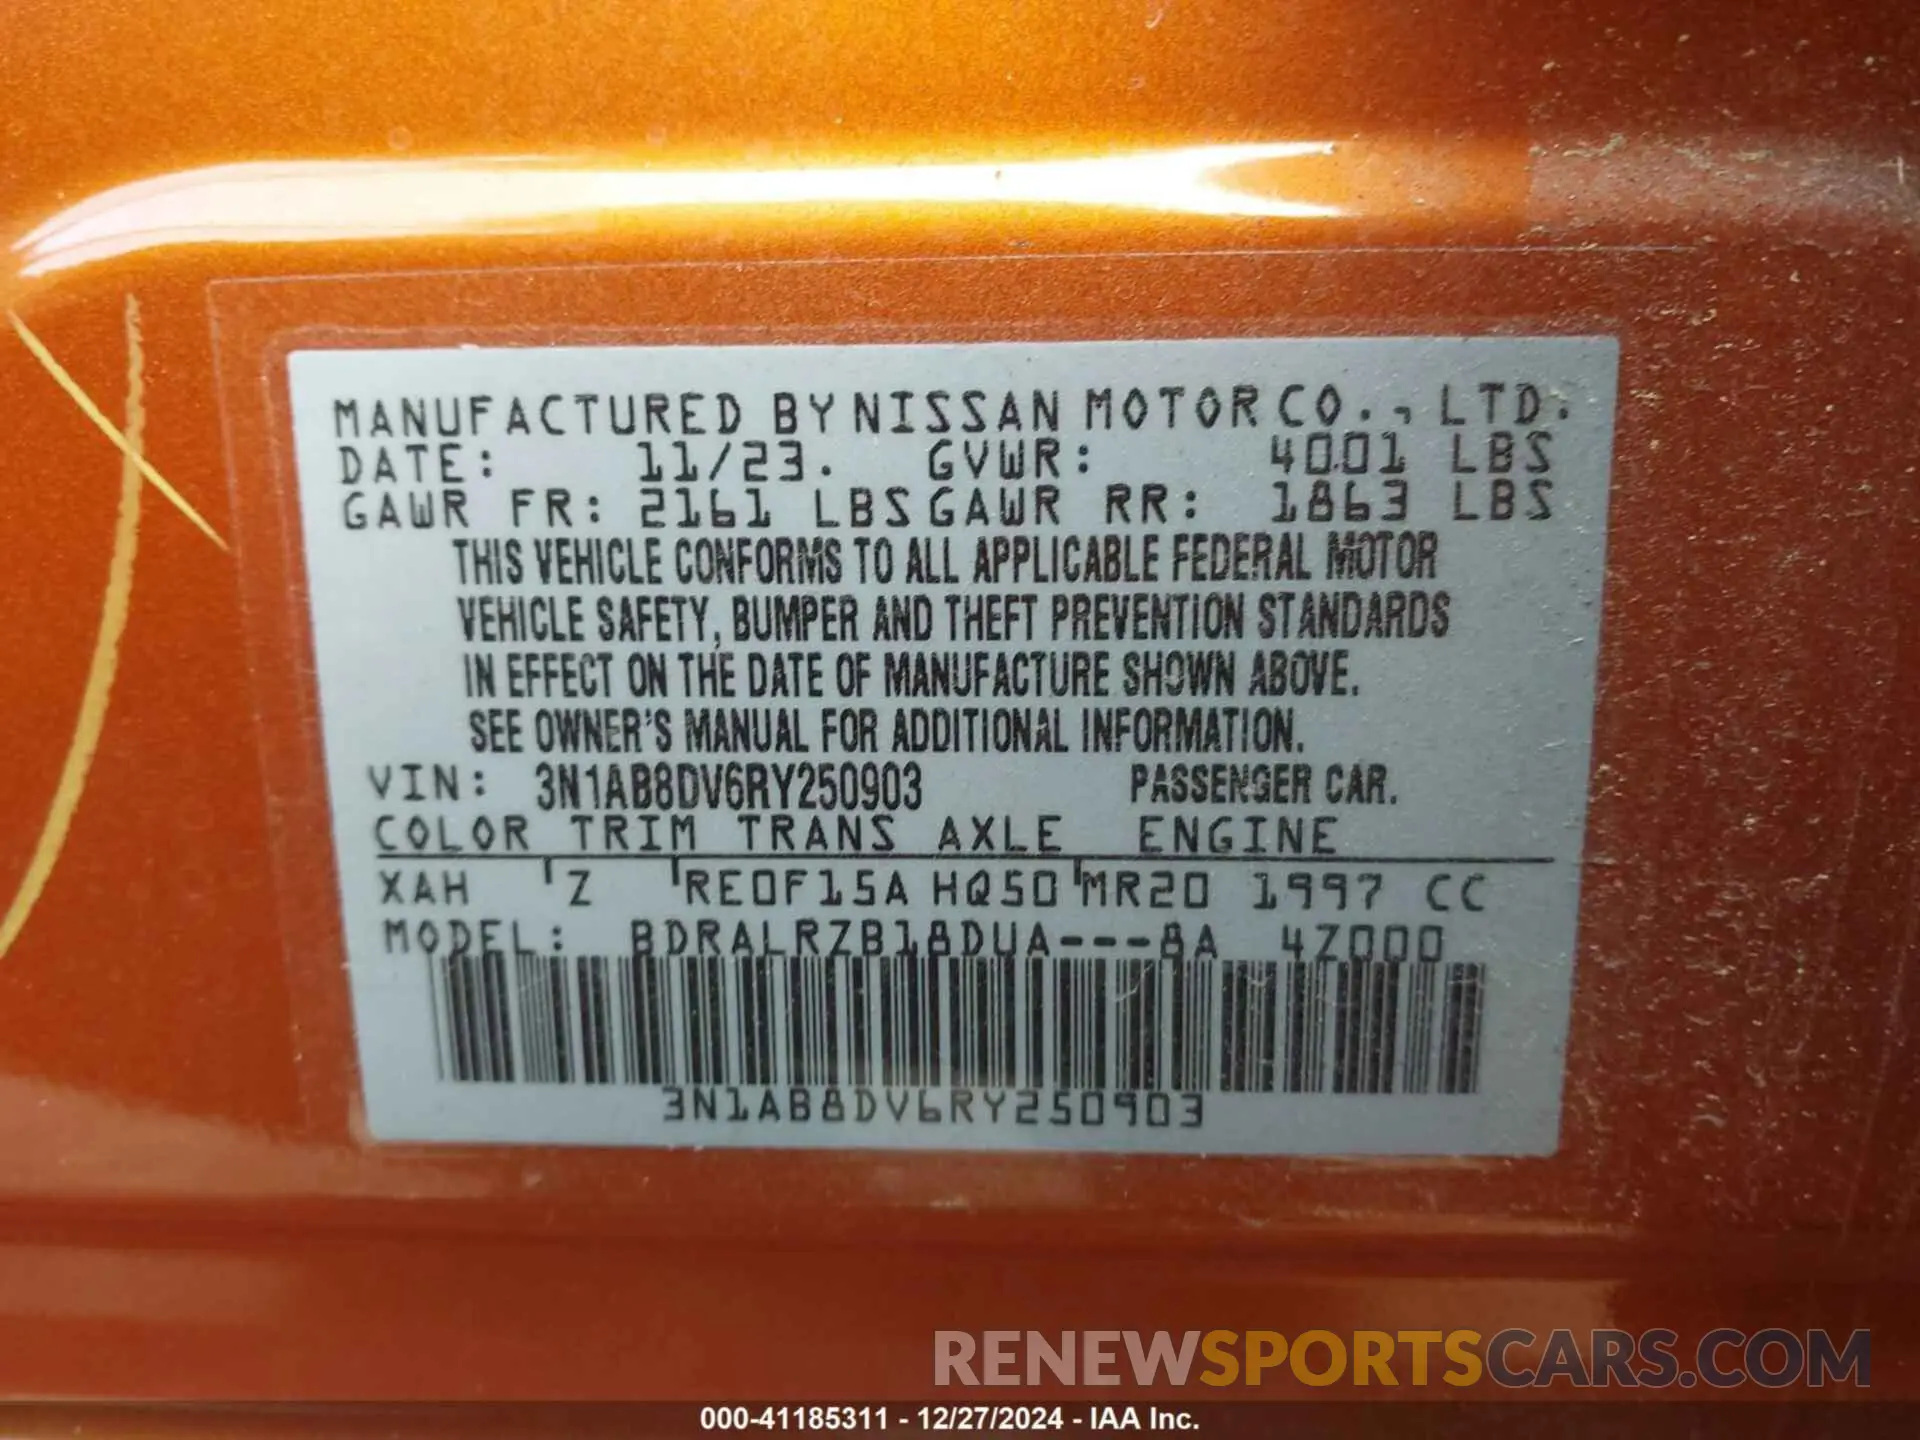 MANUFACTURED BY NISSAN MOTOR CO., LTD.
DATE: 11/23. GVWR: 4001 LBS
GAWR FR: 2161 LBS GAWR RR: 1863 LBS
THIS VEHICLE CONFORMS TO ALL APPLICABLE FEDERAL MOTOR
VEHICLE SAFETY, BUMPER AND THEFT PREVENTION STANDARDS
IN EFFECT ON THE DATE OF MANUFACTURE SHOWN ABOVE.
SEE OWNER'S MANUAL FOR ADDITIONAL INFORMATION.
VIN: 3N1AB8DV6RY250903 PASSENGER CAR.
COLOR TRIM TRANS AXLE ENGINE
XAH Z RE0F15A HQ50 MR20 1997 CC
MODEL: BDRALRZB18DUA---8A 4Z000
3N1AB8DV6RY250903
RENEWSPORTSCARS.COM
000-41185311 - 12/27/2024 - IAA Inc.